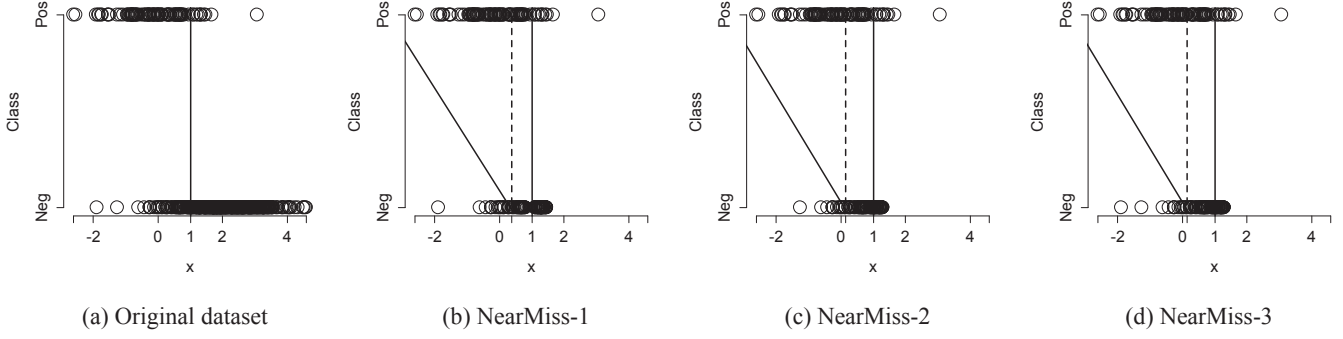 Pos
Class
Neg
-2 0 1 2 4
x
(a) Original dataset
Pos
Class
Neg
-2 0 1 2 4
x
(b) NearMiss-1
Pos
Class
Neg
-2 0 1 2 4
x
(c) NearMiss-2
Pos
Class
Neg
-2 0 1 2 4
x
(d) NearMiss-3